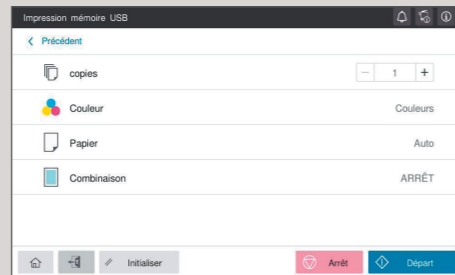 Impression mémoire USB
Précédent
copies
1
Couleur
Couleurs
Papier
Auto
Combinaison
ARRÊT
Initialiser
Arrêt
Départ